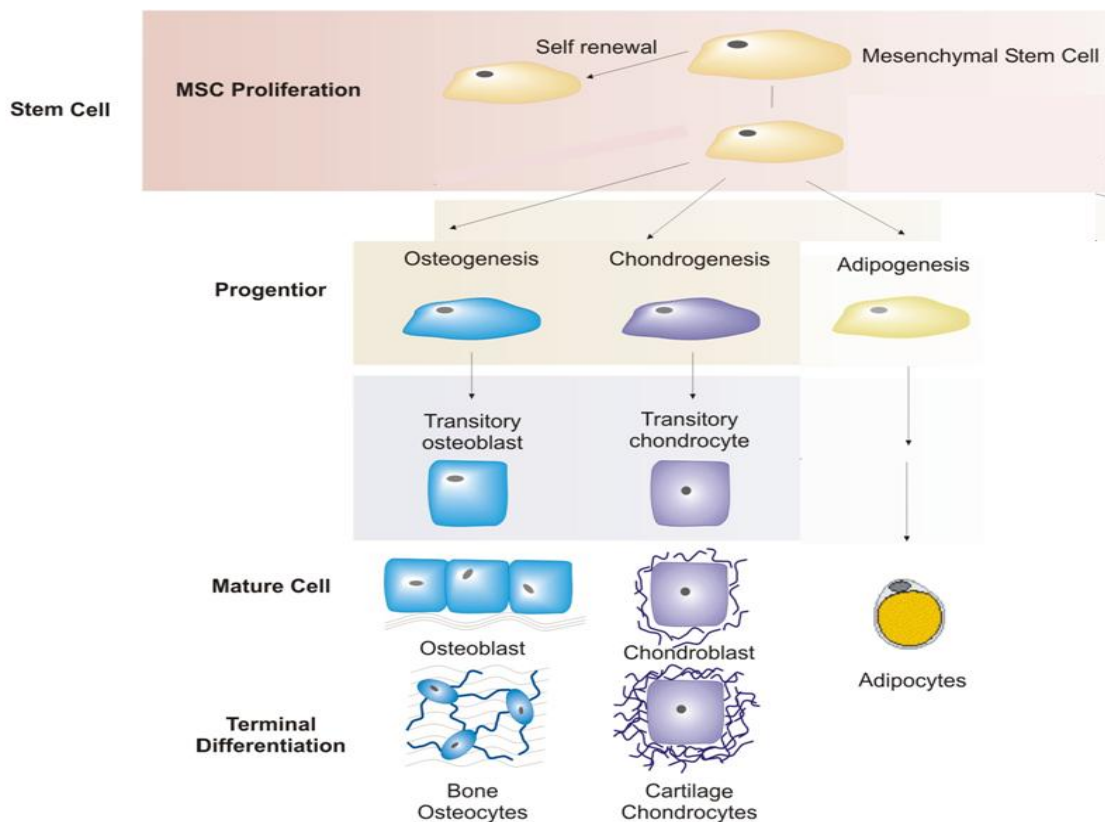 Self renewal
Mesenchymal Stem Cell
MSC Proliferation
Stem Cell
Osteogenesis
Chondrogenesis
Adipogenesis
Progentior
Transitory
osteoblast
Transitory
chondrocyte
Mature Cell
Osteoblast
Chondroblast
Adipocytes
Terminal
Differentiation
Bone
Osteocytes
Cartilage
Chondrocytes